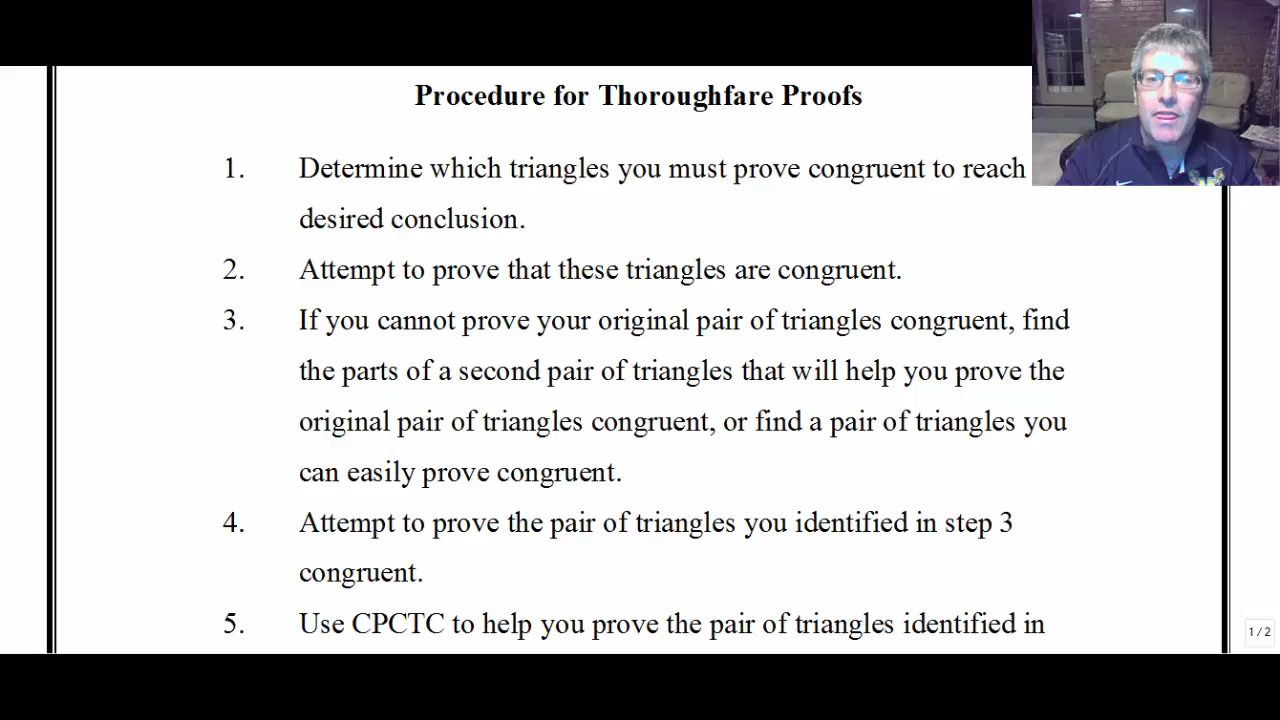 Procedure for Thoroughfare Proofs
1. Determine which triangles you must prove congruent to reach
desired conclusion.
2. Attempt to prove that these triangles are congruent.
3. If you cannot prove your original pair of triangles congruent, find
the parts of a second pair of triangles that will help you prove the
original pair of triangles congruent, or find a pair of triangles you
can easily prove congruent.
4. Attempt to prove the pair of triangles you identified in step 3
congruent.
5. Use CPCTC to help you prove the pair of triangles identified in
1 / 2